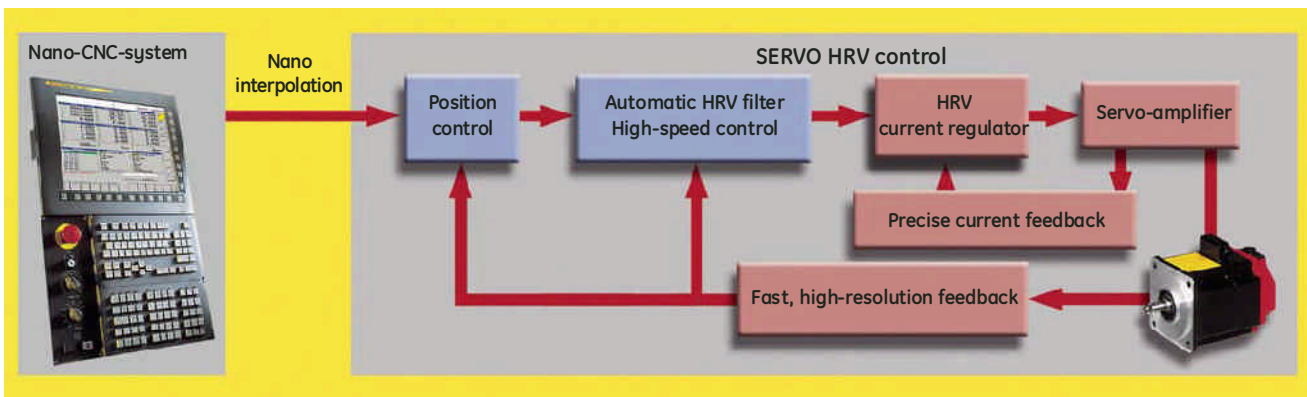 Nano-CNC-system
Nano
interpolation
SERVO HRV control
Position
control
Automatic HRV filter
High-speed control
HRV
current regulator
Servo-amplifier
Precise current feedback
Fast, high-resolution feedback